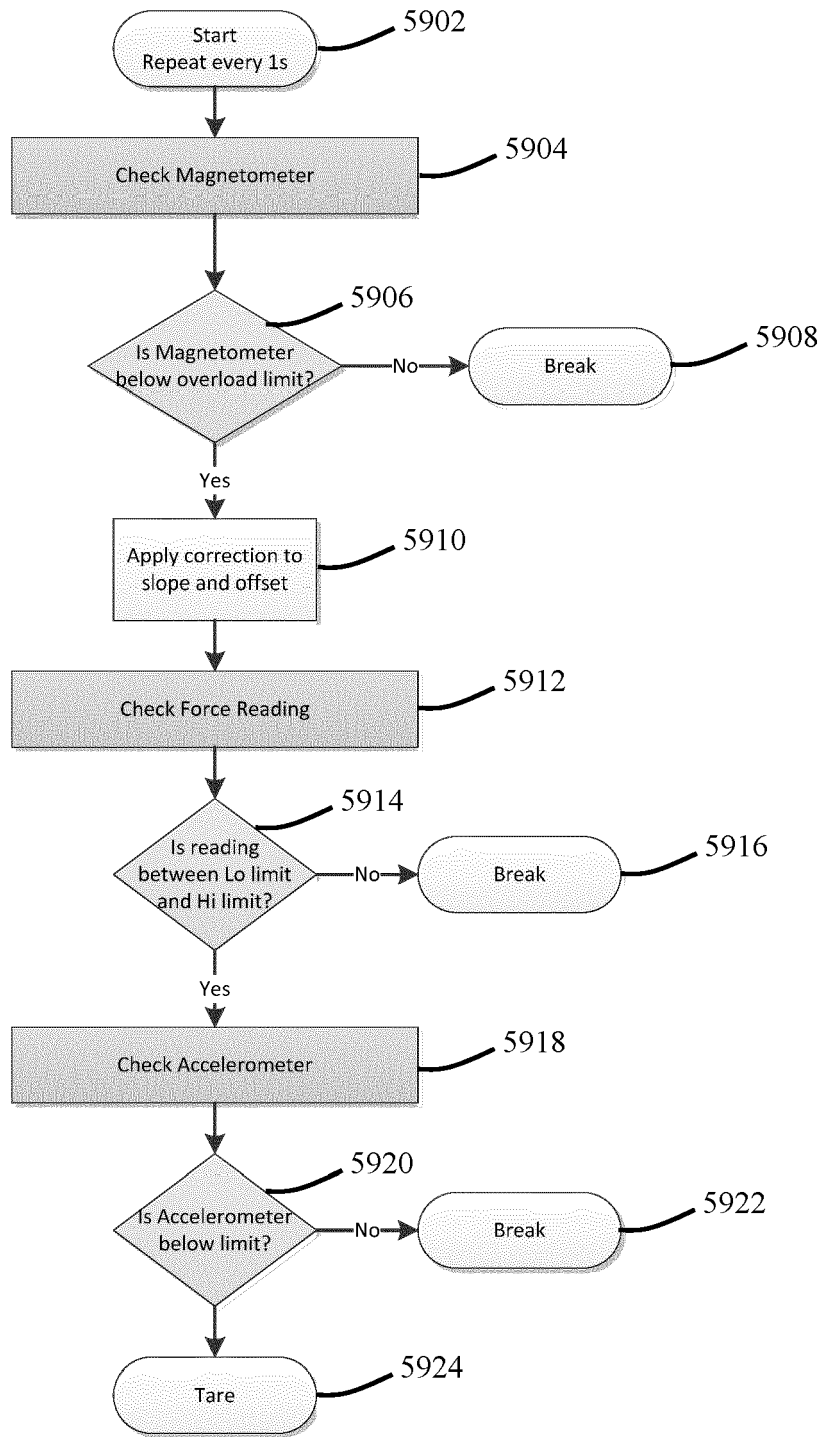 Start
Repeat every 1s
5902
Check Magnetometer
5904
5906
Is Magnetometer
below overload limit?
No
Break
5908
Yes
Apply correction to
slope and offset
5910
Check Force Reading
5912
5914
Is reading
between Lo limit
and Hi limit?
No
Break
5916
Yes
Check Accelerometer
5918
5920
Is Accelerometer
below limit?
No
Break
5922
Tare
5924